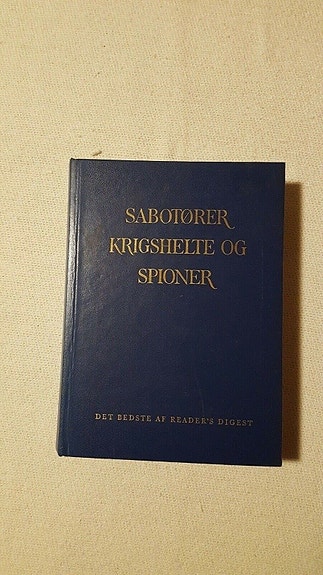 SABOTØRER
KRIGSHELTE OG
SPIONER
DET BEDSTE AF READER'S DIGEST